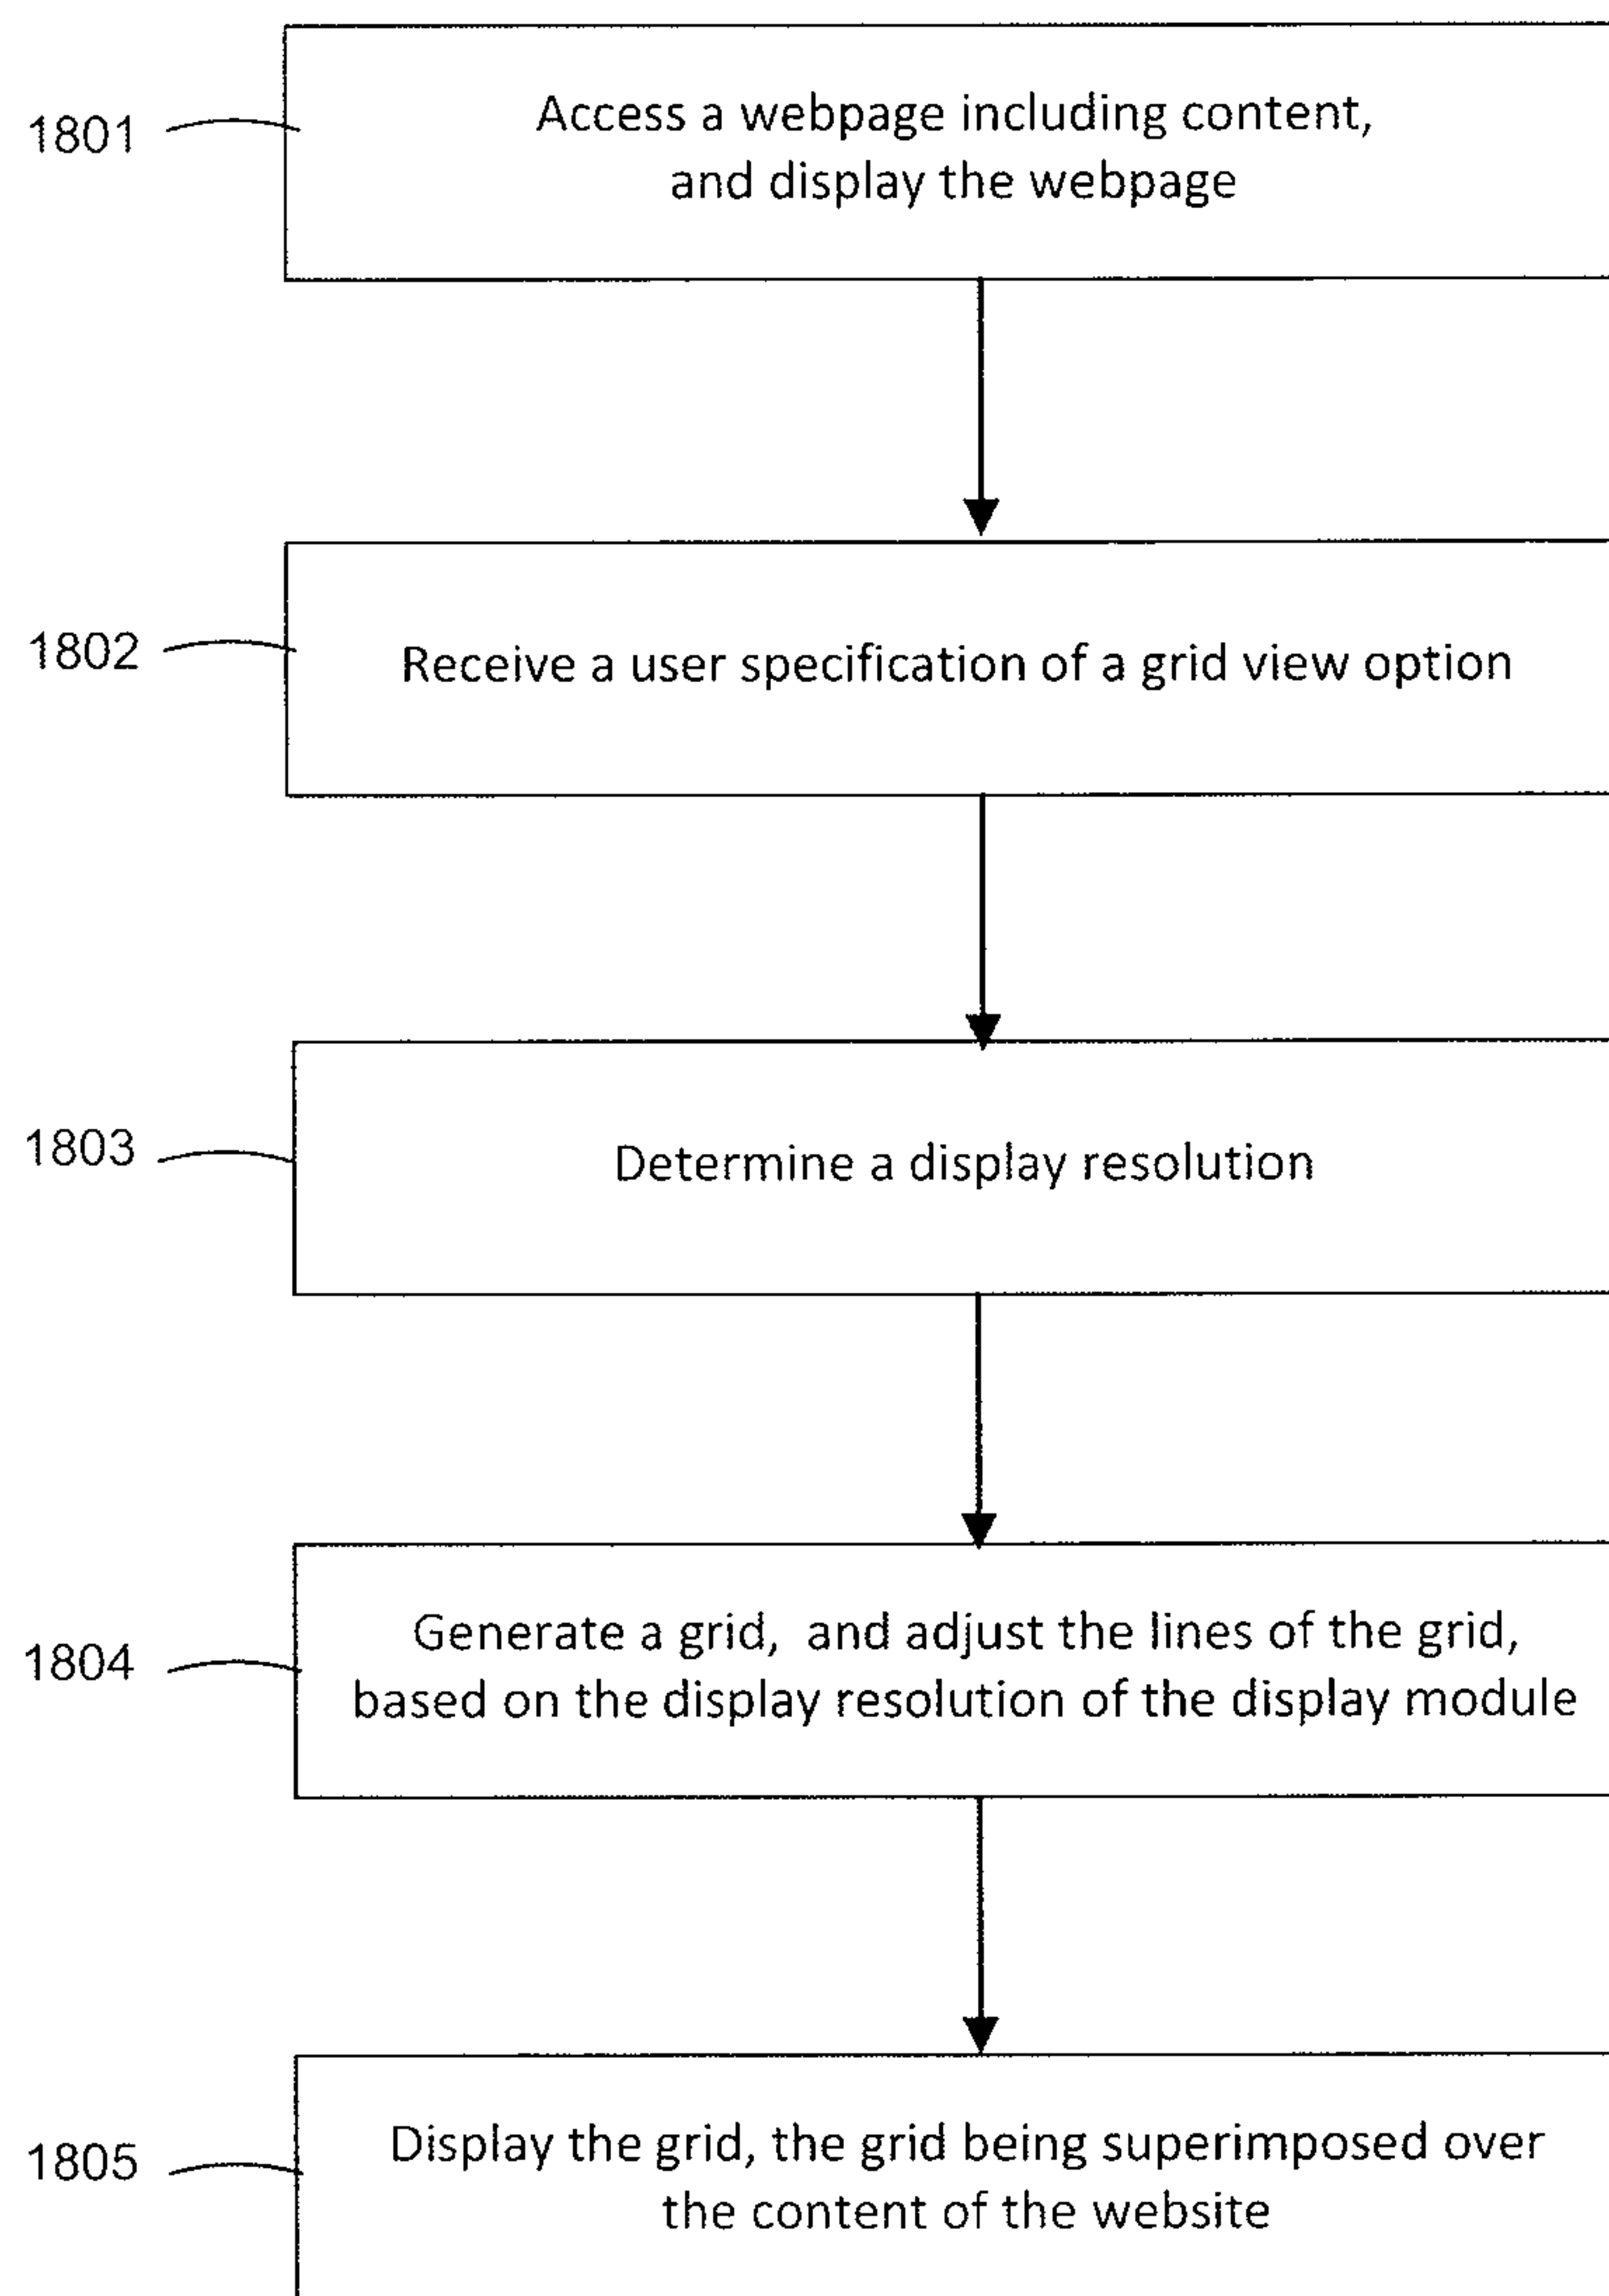 1801
Access a webpage including content,
and display the webpage
1802
Receive a user specification of a grid view option
1803
Determine a display resolution
1804
Generate a grid, and adjust the lines of the grid,
based on the display resolution of the display module
1805
Display the grid, the grid being superimposed over
the content of the website